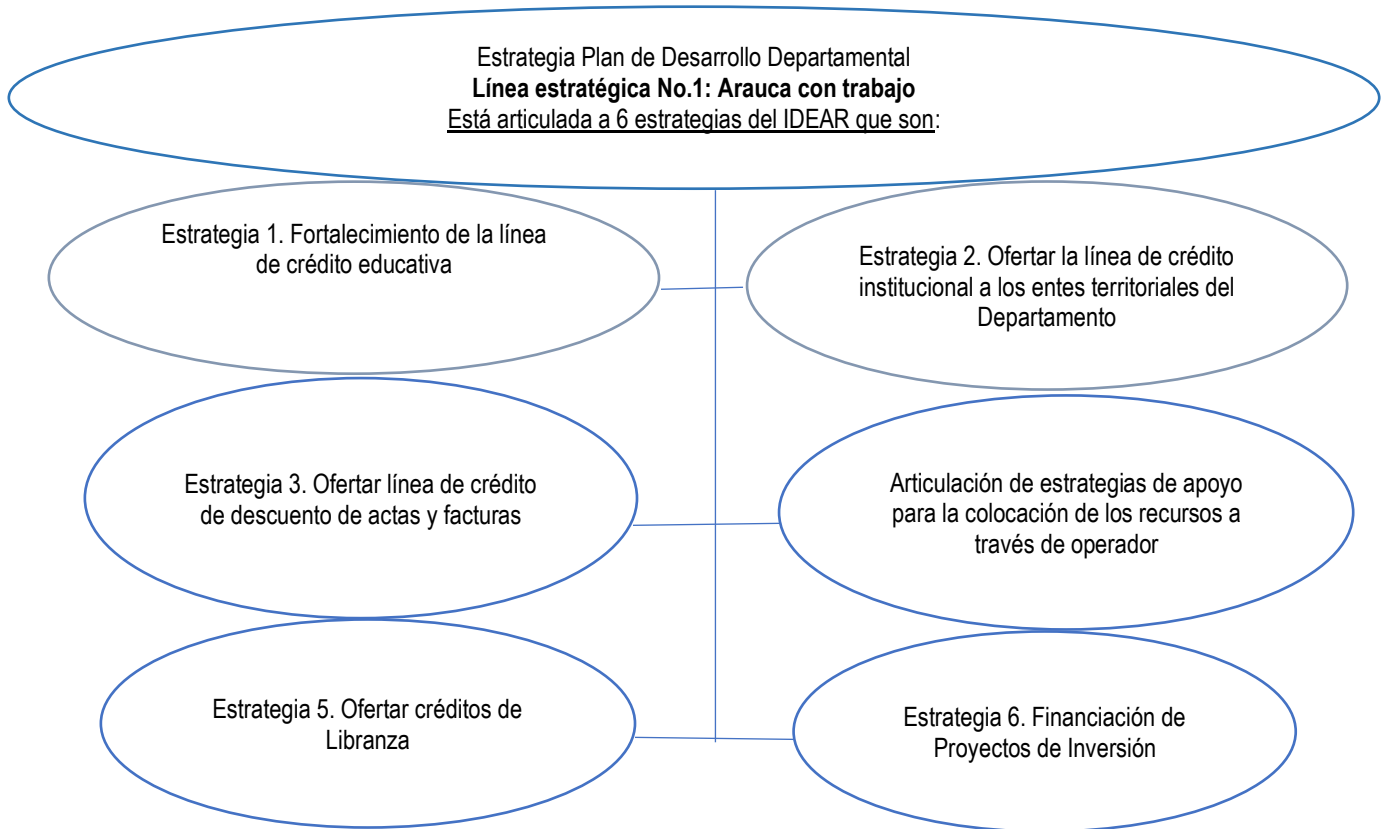 Estrategia Plan de Desarrollo Departamental
Línea estratégica No.1: Arauca con trabajo
Está articulada a 6 estrategias del IDEAR que son:
Estrategia 1. Fortalecimiento de la línea
de crédito educativa
Estrategia 2. Ofertar la línea de crédito
institucional a los entes territoriales del
Departamento
Estrategia 3. Ofertar línea de crédito
de descuento de actas y facturas
Articulación de estrategias de apoyo
para la colocación de los recursos a
través de operador
Estrategia 5. Ofertar créditos de
Libranza
Estrategia 6. Financiación de
Proyectos de Inversión